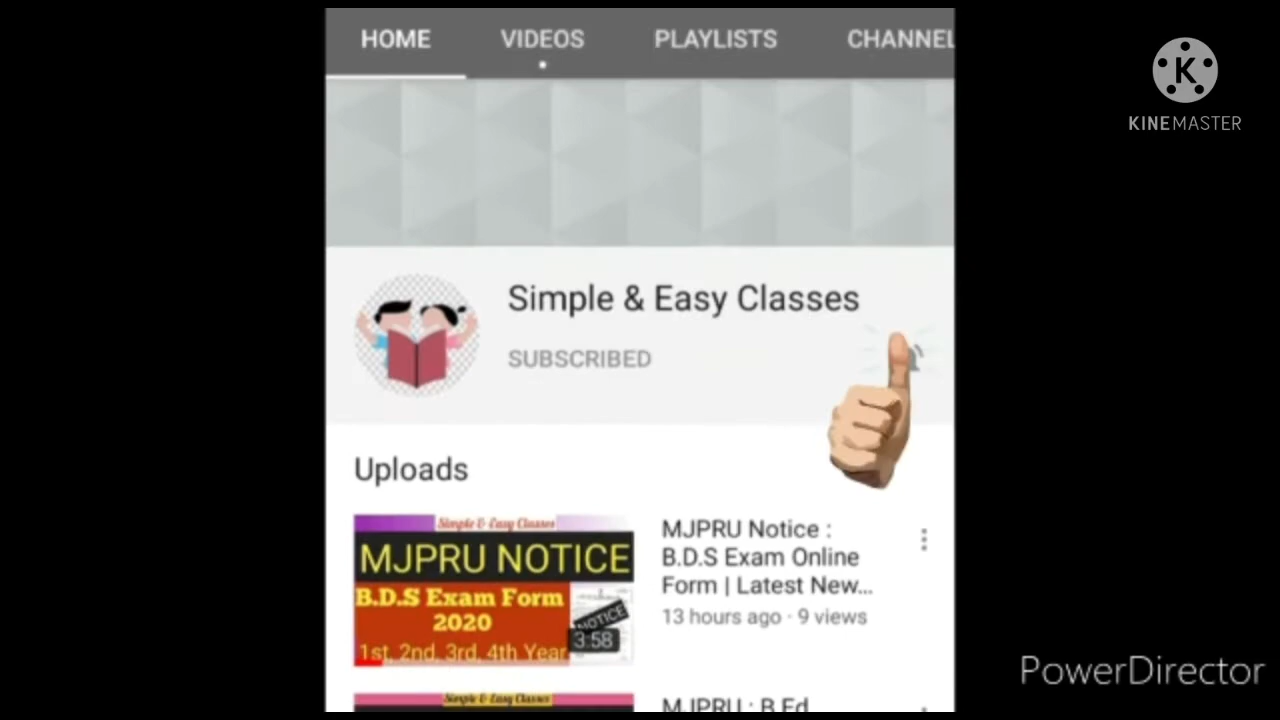 HOME VIDEOS PLAYLISTS CHANNEL
K
KINEMASTER
Simple & Easy Classes
SUBSCRIBED
Uploads
Simple & Easy Classes
MJPRU NOTICE
B.D.S Exam Form
2020
NOTICE
3:58
1st, 2nd, 3rd, 4th Year
MJPRU Notice :
B.D.S Exam Online
Form | Latest New...
13 hours ago · 9 views
Simple & Easy Classes
MJPRU : B.Ed
PowerDirector